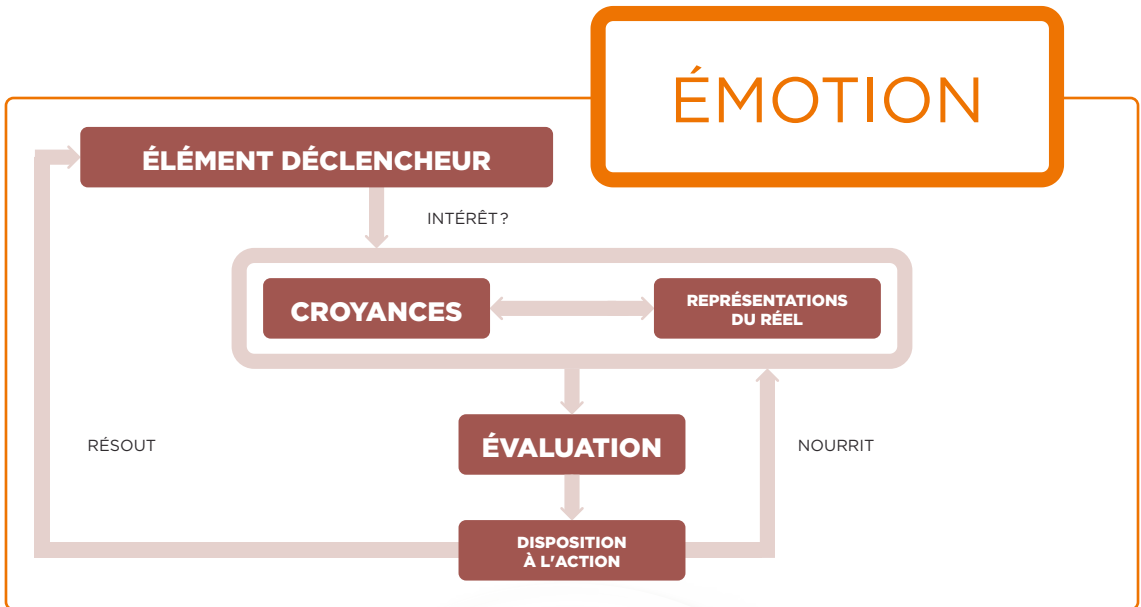 ÉMOTION
ÉLÉMENT DÉCLENCHEUR
INTÉRÊT?
CROYANCES
REPRÉSENTATIONS
DU RÉEL
RÉSOUT
ÉVALUATION
NOURRIT
DISPOSITION
À L'ACTION